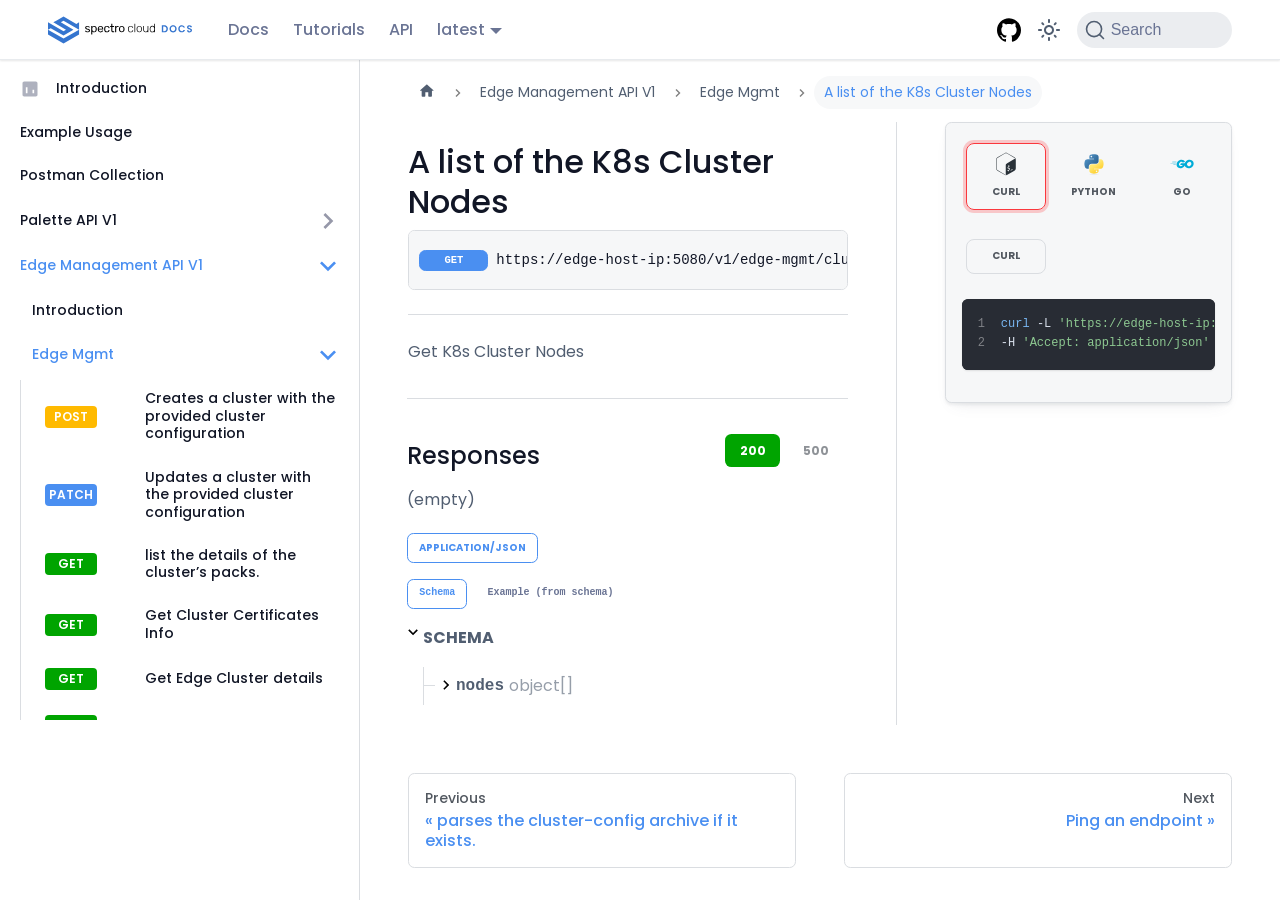 spectro cloud DOCS
Docs
Tutorials
API
latest
Search
Introduction
Example Usage
Postman Collection
Palette API V1
Edge Management API V1
Introduction
Edge Mgmt
POST
Creates a cluster with the
provided cluster
configuration
PATCH
Updates a cluster with
the provided cluster
configuration
GET
list the details of the
cluster’s packs.
GET
Get Cluster Certificates
Info
GET
Get Edge Cluster details
Edge Management API V1
Edge Mgmt
A list of the K8s Cluster Nodes
A list of the K8s Cluster
Nodes
GET
https://edge-host-ip:5080/v1/edge-mgmt/clu
Get K8s Cluster Nodes
Responses
200
500
(empty)
APPLICATION/JSON
Schema
Example (from schema)
SCHEMA
nodes object[]
CURL
PYTHON
GO
GO
CURL
1 curl -L 'https://edge-host-ip:
2 -H 'Accept: application/json'
Previous
« parses the cluster-config archive if it
exists.
Next
Ping an endpoint »